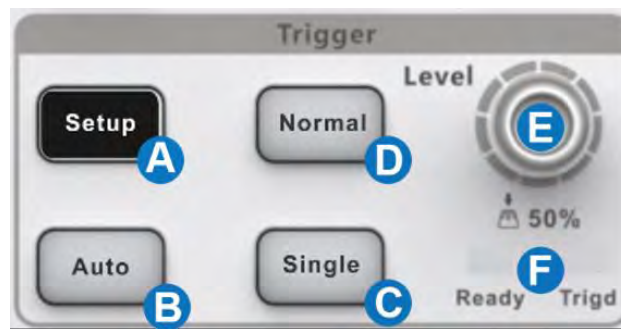 Trigger
Level
Setup
A
Normal
D
E
50%
Auto
B
Single
C
F
Ready Trigd